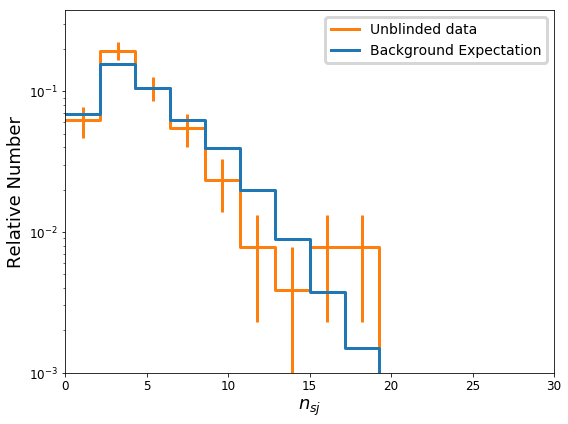 Unblinded data
Background Expectation
Relative Number
10⁻¹
10⁻²
10⁻³
0 5 10 15 20 25 30
nₛⱼ